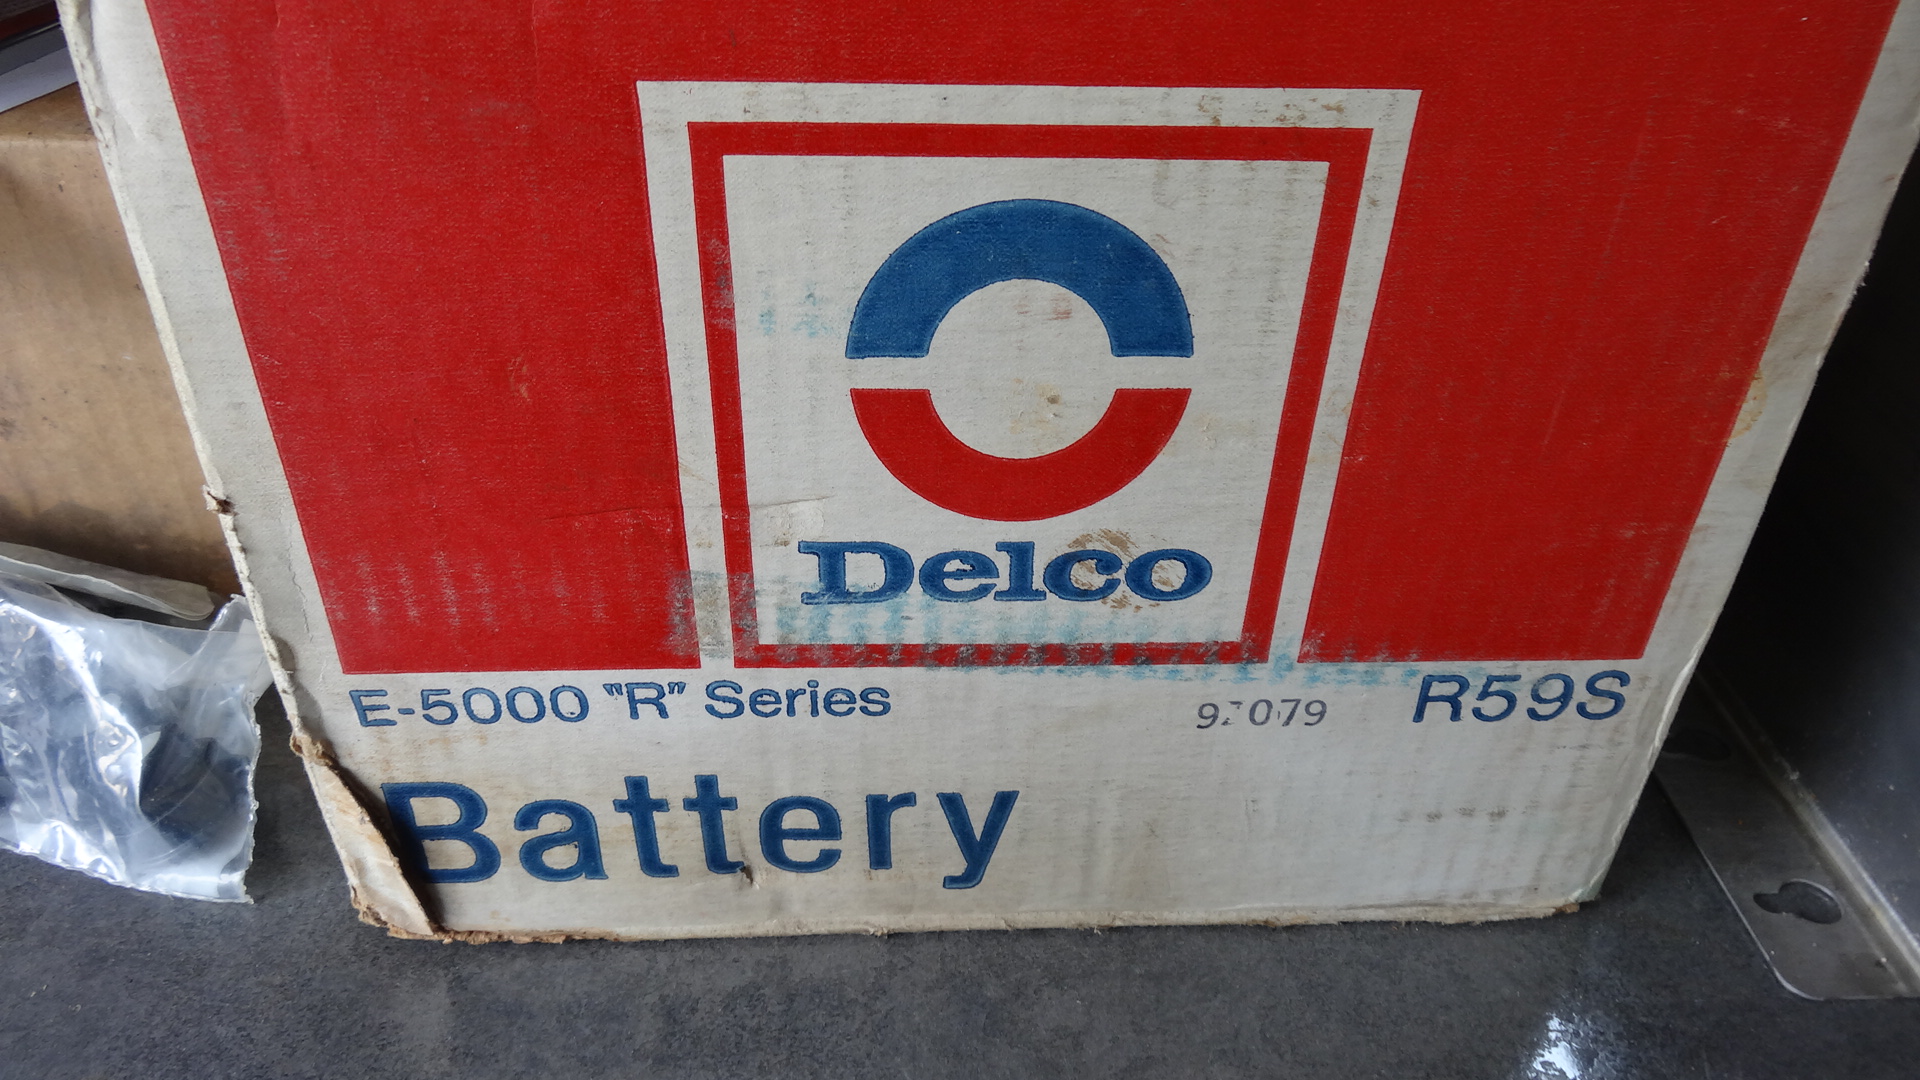 Delco
E-5000 "R" Series R59S
Battery